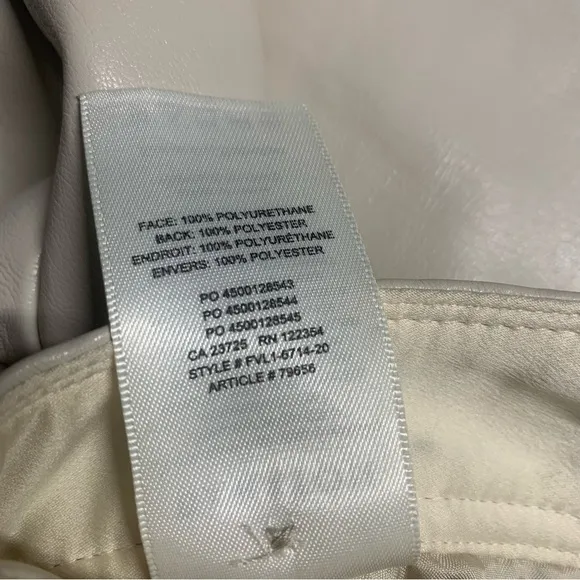 FACE: 100% POLYURETHANE
BACK: 100% POLYESTER
ENDROIT: 100% POLYURÉTHANE
ENVERS: 100% POLYESTER
PO 4500128543
PO 4500128544
PO 4500128545
CA 23725 RN 122354
STYLE # FVL1-6714-20
ARTICLE # 79656